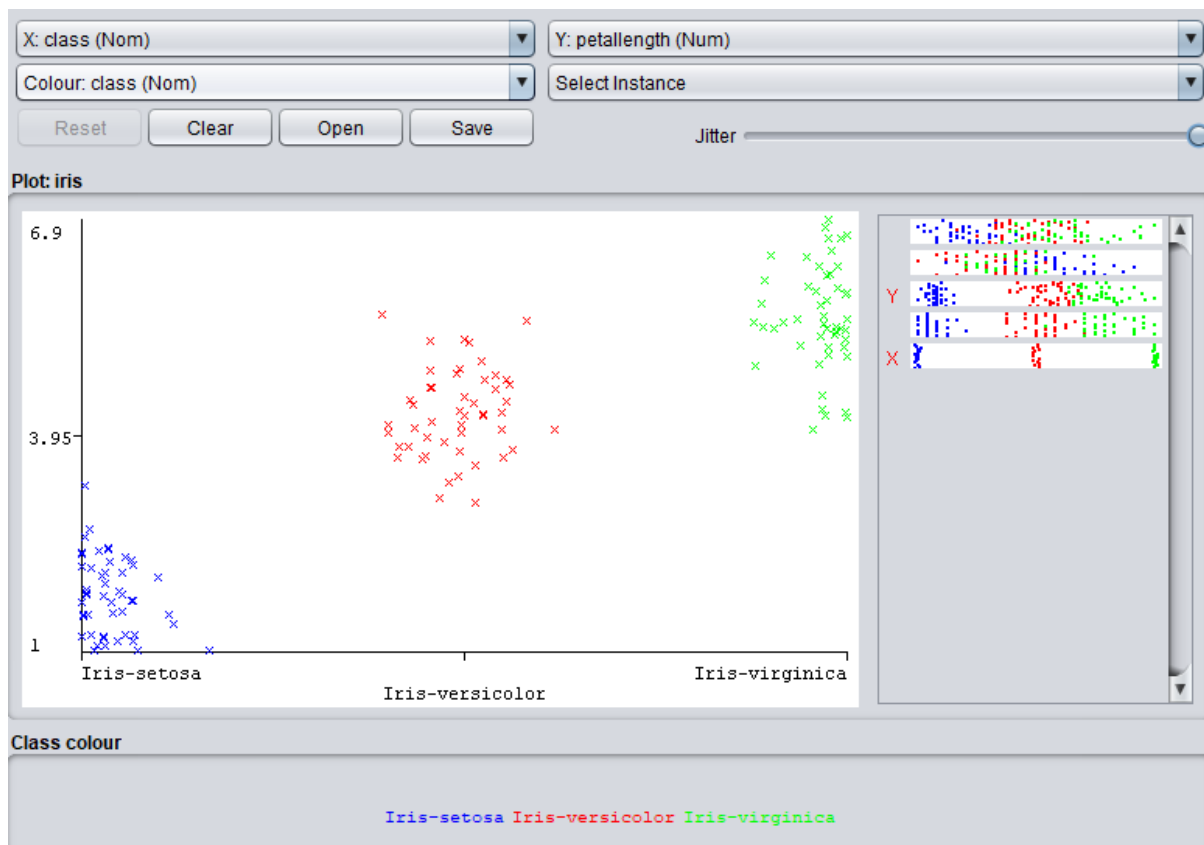 X: class (Nom) Y: petallength (Num)
Colour: class (Nom) Select Instance
Reset Clear Open Save Jitter
Plot: iris
6.9
Y
X
3.95
1
Iris-setosa Iris-virginica
Iris-versicolor
Class colour
Iris-setosa Iris-versicolor Iris-virginica